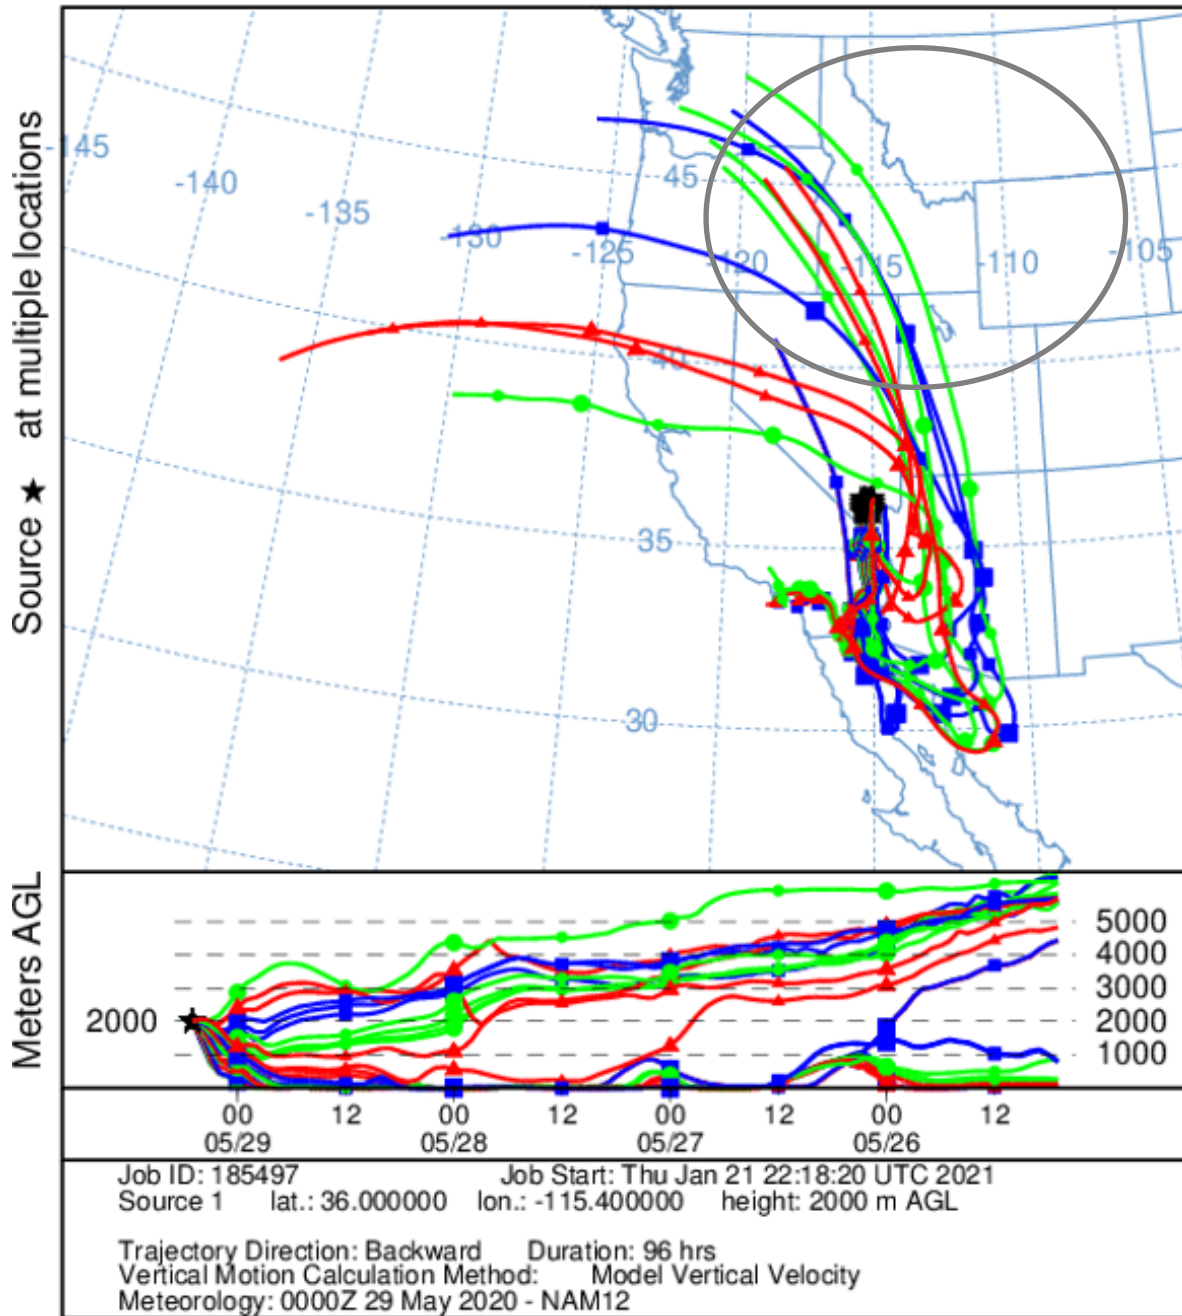 Source ★ at multiple locations
-145
-140
-135
-130
-125
-120
-115
-110
-105
45
40
35
30
Meters AGL
2000
5000
4000
3000
2000
1000
00 12 00 12 00 12 00 12
05/29 05/28 05/27 05/26
Job ID: 185497 Job Start: Thu Jan 21 22:18:20 UTC 2021
Source 1 lat.: 36.000000 lon.: -115.400000 height: 2000 m AGL
Trajectory Direction: Backward Duration: 96 hrs
Vertical Motion Calculation Method: Model Vertical Velocity
Meteorology: 0000Z 29 May 2020 - NAM12